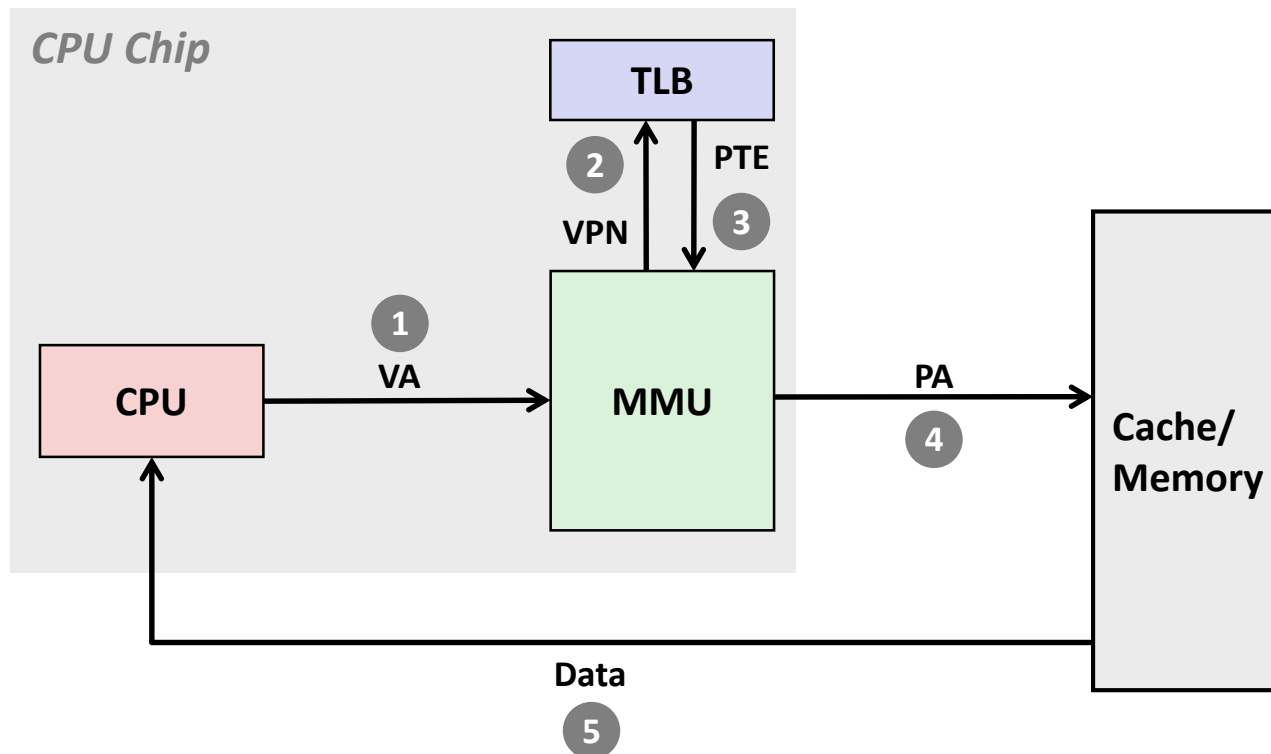 CPU Chip
TLB
2
PTE
VPN
3
1
VA
CPU
MMU
PA
4
Cache/
Memory
Data
5